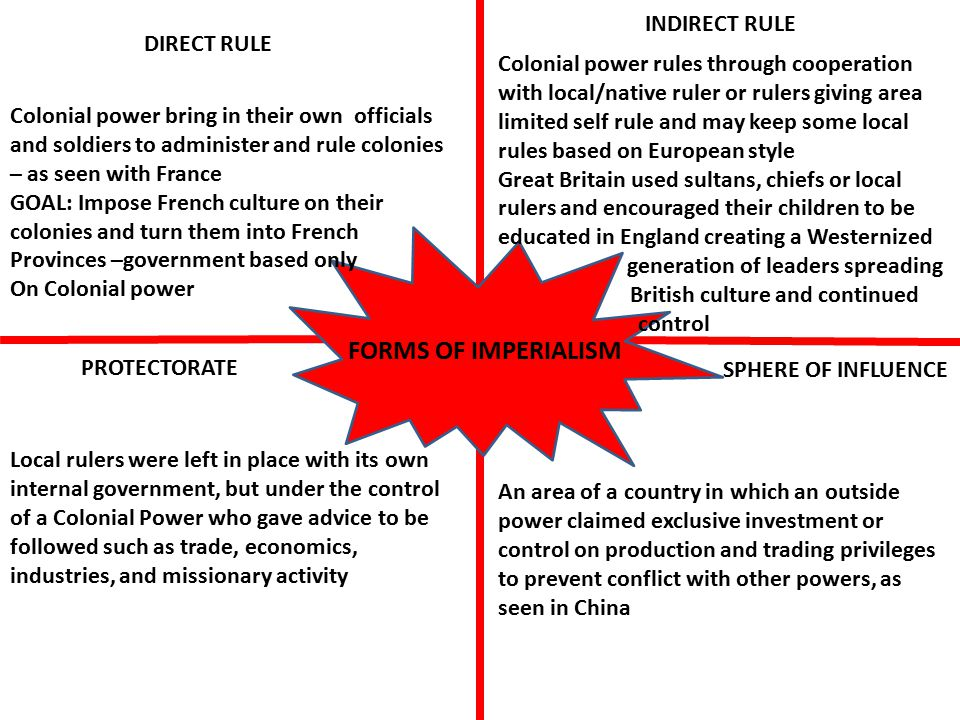 DIRECT RULE
Colonial power bring in their own officials
and soldiers to administer and rule colonies
– as seen with France
GOAL: Impose French culture on their
colonies and turn them into French
Provinces –government based only
On Colonial power
INDIRECT RULE
Colonial power rules through cooperation
with local/native ruler or rulers giving area
limited self rule and may keep some local
rules based on European style
Great Britain used sultans, chiefs or local
rulers and encouraged their children to be
educated in England creating a Westernized
generation of leaders spreading
British culture and continued
control
FORMS OF IMPERIALISM
PROTECTORATE
Local rulers were left in place with its own
internal government, but under the control
of a Colonial Power who gave advice to be
followed such as trade, economics,
industries, and missionary activity
SPHERE OF INFLUENCE
An area of a country in which an outside
power claimed exclusive investment or
control on production and trading privileges
to prevent conflict with other powers, as
seen in China